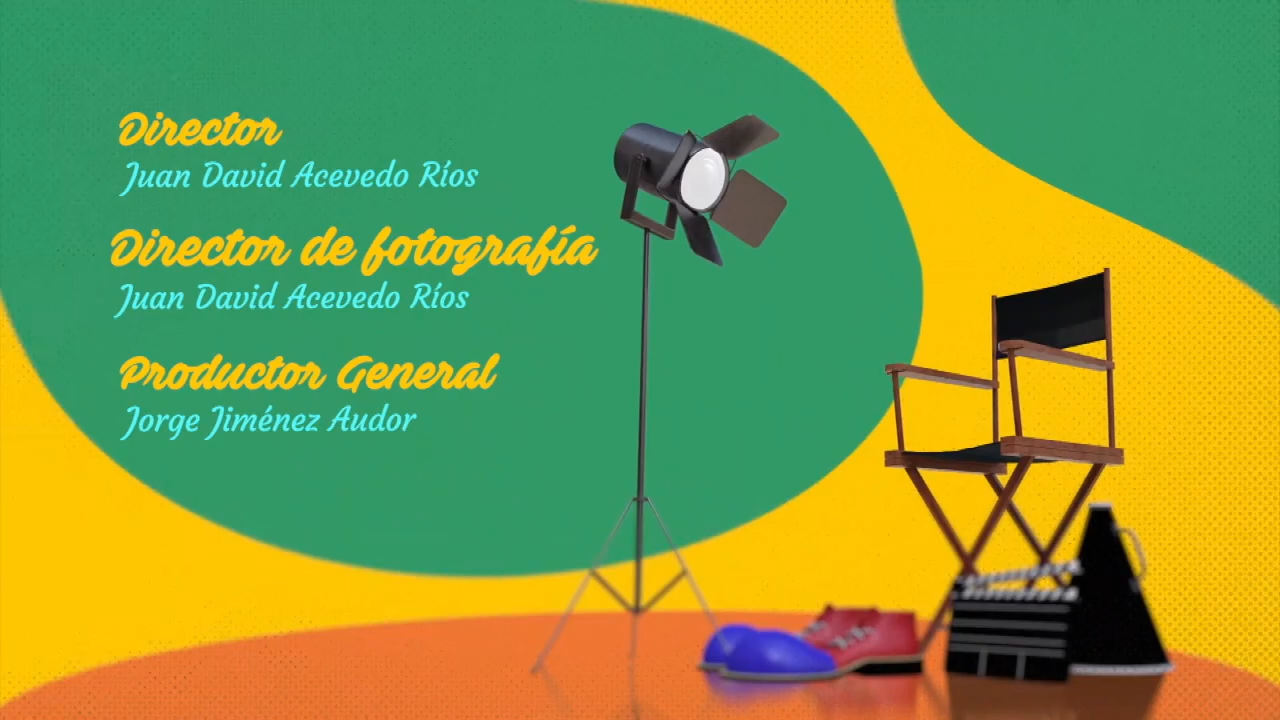 Director
Juan David Acevedo Ríos
Director de fotografía
Juan David Acevedo Ríos
Productor General
Jorge Jiménez Audor